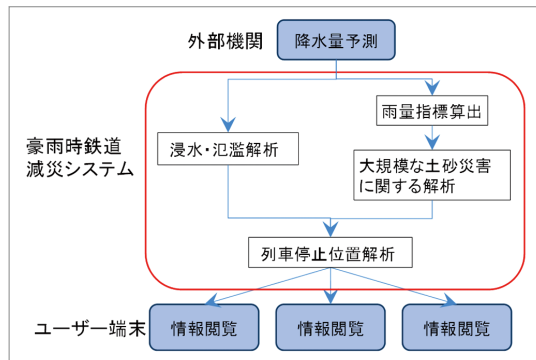 外部機関
降水量予測
豪雨時鉄道
減災システム
雨量指標算出
浸水・氾濫解析
大規模な土砂災害
に関する解析
列車停止位置解析
ユーザー端末
情報閲覧
情報閲覧
情報閲覧